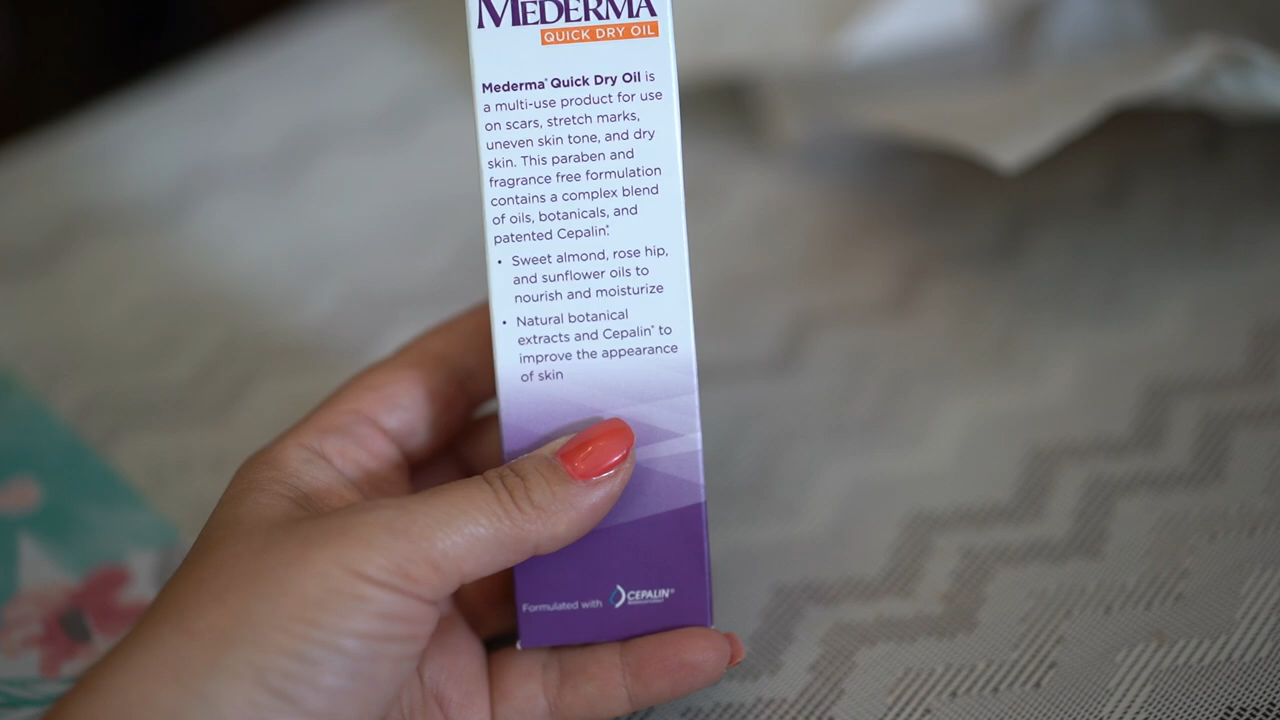 MEDERMA
QUICK DRY OIL
Mederma® Quick Dry Oil is
a multi-use product for use
on scars, stretch marks,
uneven skin tone, and dry
skin. This paraben and
fragrance free formulation
contains a complex blend
of oils, botanicals, and
patented Cepalin®.
• Sweet almond, rose hip,
and sunflower oils to
nourish and moisturize
• Natural botanical
extracts and Cepalin® to
improve the appearance
of skin
Formulated with CEPALIN®